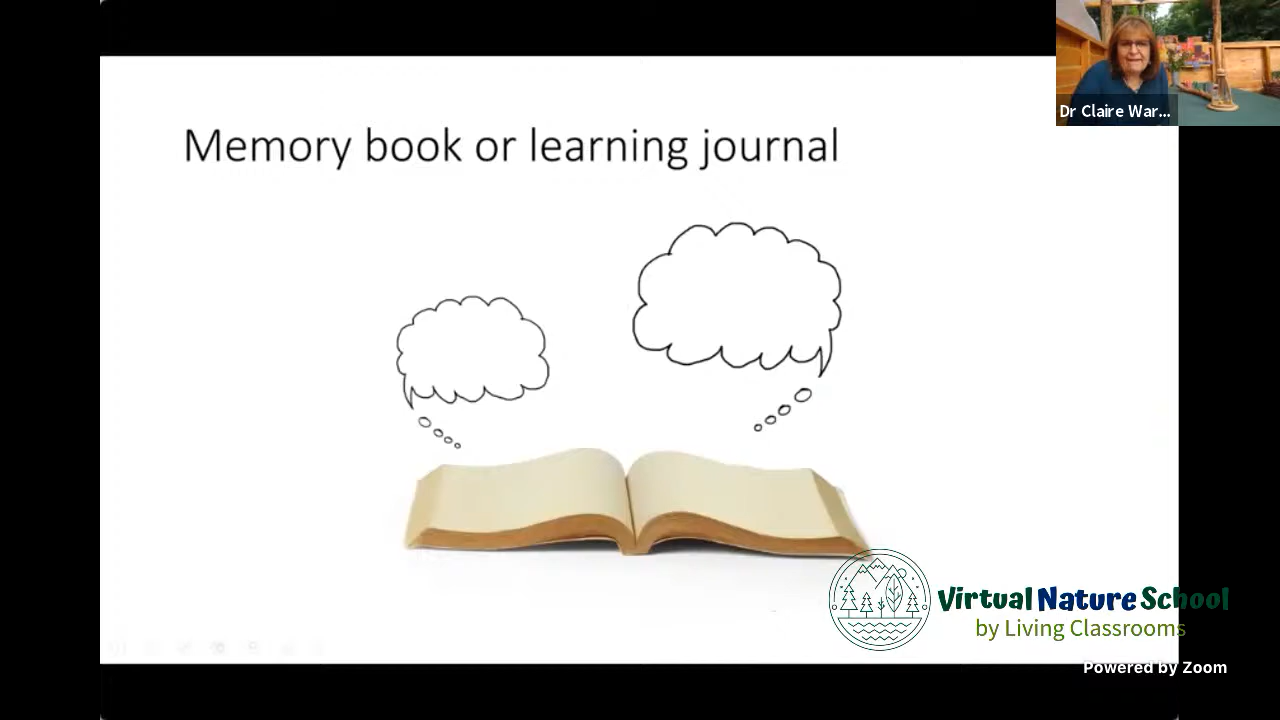 Dr Claire War...
Memory book or learning journal
Virtual Nature School
by Living Classrooms
Powered by Zoom